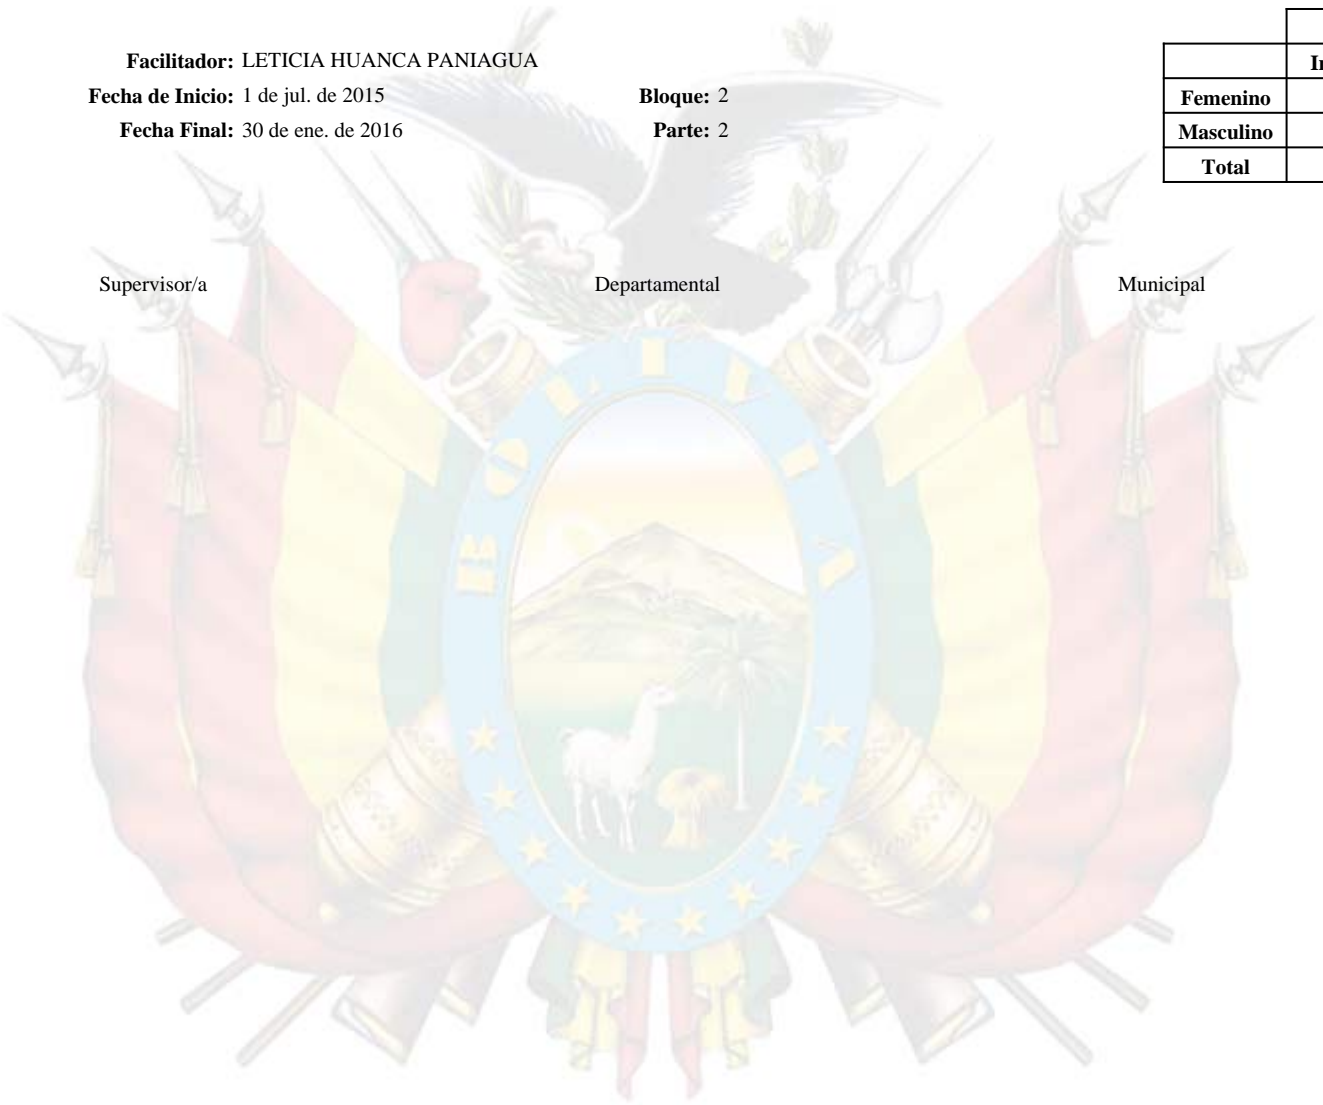 Facilitador: LETICIA HUANCA PANIAGUA
Fecha de Inicio: 1 de jul. de 2015 Bloque: 2
Fecha Final: 30 de ene. de 2016 Parte: 2
Femenino
Masculino
Total
Supervisor/a Departamental Municipal
BOLIVIA